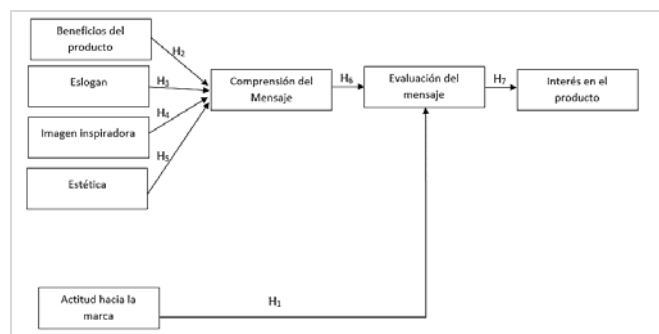 Beneficios del
producto
H2
Eslogan
H3
Comprensión del
Mensaje
H6
Evaluación del
mensaje
H7
Interés en el
producto
Imagen inspiradora
H4
H5
Estética
Actitud hacia la
marca
H1